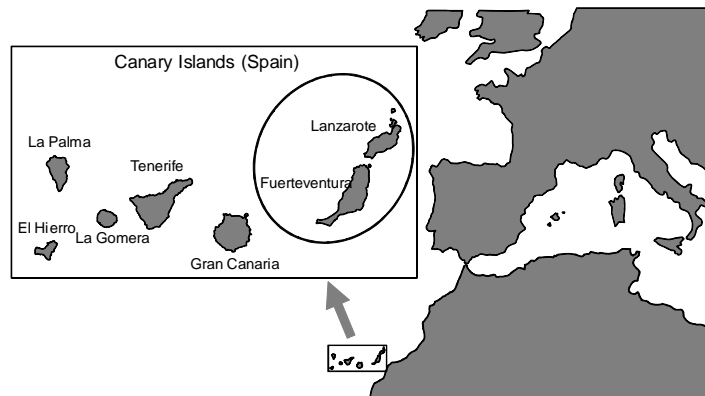 Canary Islands (Spain)
Lanzarote
La Palma
Tenerife
Fuerteventura
El Hierro
La Gomera
Gran Canaria